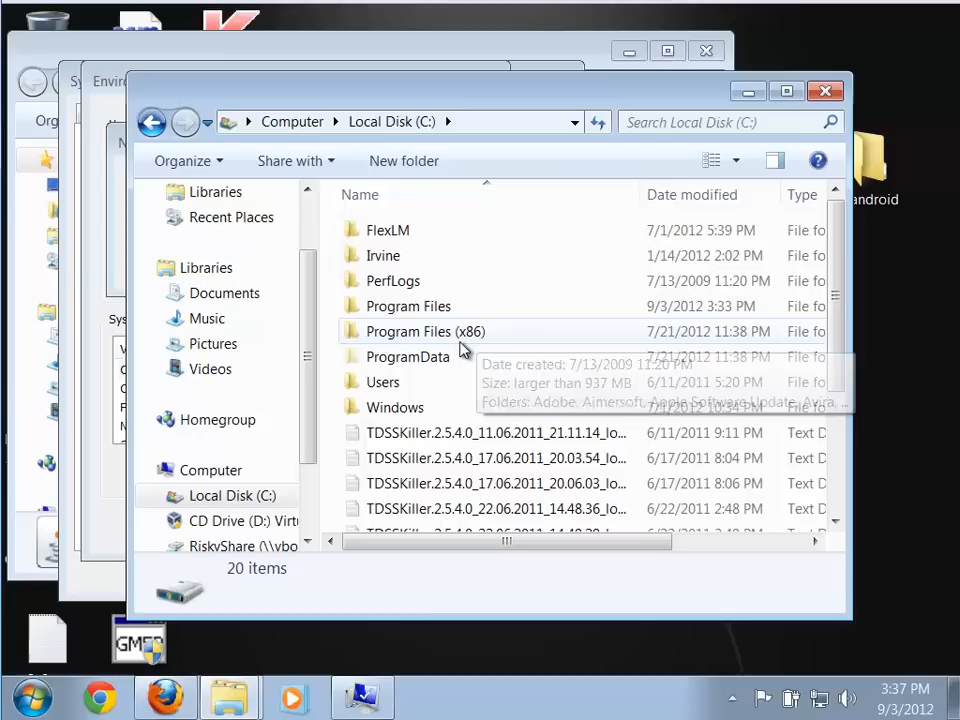 Sy
Enviro
Org
N
Sys
Computer
Local Disk (C:)
Search Local Disk (C:)
Organize
Share with
New folder
Libraries
Recent Places
Libraries
Documents
Music
Pictures
Videos
Homegroup
Computer
Local Disk (C:)
CD Drive (D:) Virtu
RiskyShare (\\vbo
Name Date modified Type
FlexLM 7/1/2012 5:39 PM File fo
Irvine 1/14/2012 2:02 PM File fo
PerfLogs 7/13/2009 11:20 PM File fo
Program Files 9/3/2012 3:33 PM File fo
Program Files (x86) 7/21/2012 11:38 PM File fo
ProgramData 7/21/2012 11:38 PM File fo
Users 6/11/2011 5:20 PM File fo
Windows 7/1/2012 10:34 PM File fo
TDSSKiller.2.5.4.0_11.06.2011_21.11.14_lo... 6/11/2011 9:11 PM Text D
TDSSKiller.2.5.4.0_17.06.2011_20.03.54_lo... 6/17/2011 8:04 PM Text D
TDSSKiller.2.5.4.0_17.06.2011_20.06.03_lo... 6/17/2011 8:06 PM Text D
TDSSKiller.2.5.4.0_22.06.2011_14.48.36_lo... 6/22/2011 2:48 PM Text D
Date created: 7/13/2009 11:20 PM
Size: larger than 937 MB
Folders: Adobe, Aimersoft, Apple Software Update, Avira, ...
20 items
android
GMER
3:37 PM
9/3/2012